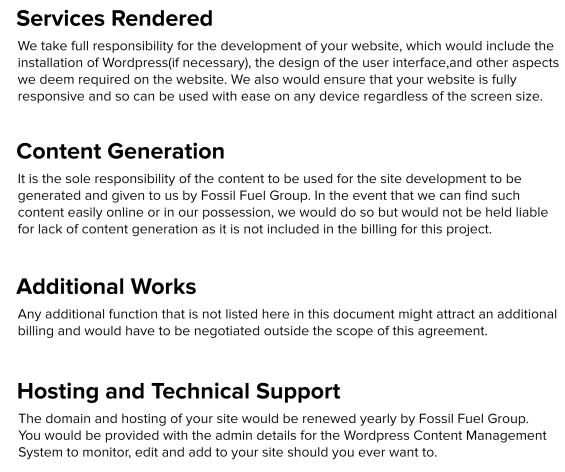 Services Rendered
We take full responsibility for the development of your website, which would include the
installation of Wordpress(if necessary), the design of the user interface,and other aspects
we deem required on the website. We also would ensure that your website is fully
responsive and so can be used with ease on any device regardless of the screen size.
Content Generation
It is the sole responsibility of the content to be used for the site development to be
generated and given to us by Fossil Fuel Group. In the event that we can find such
content easily online or in our possession, we would do so but would not be held liable
for lack of content generation as it is not included in the billing for this project.
Additional Works
Any additional function that is not listed here in this document might attract an additional
billing and would have to be negotiated outside the scope of this agreement.
Hosting and Technical Support
The domain and hosting of your site would be renewed yearly by Fossil Fuel Group.
You would be provided with the admin details for the Wordpress Content Management
System to monitor, edit and add to your site should you ever want to.